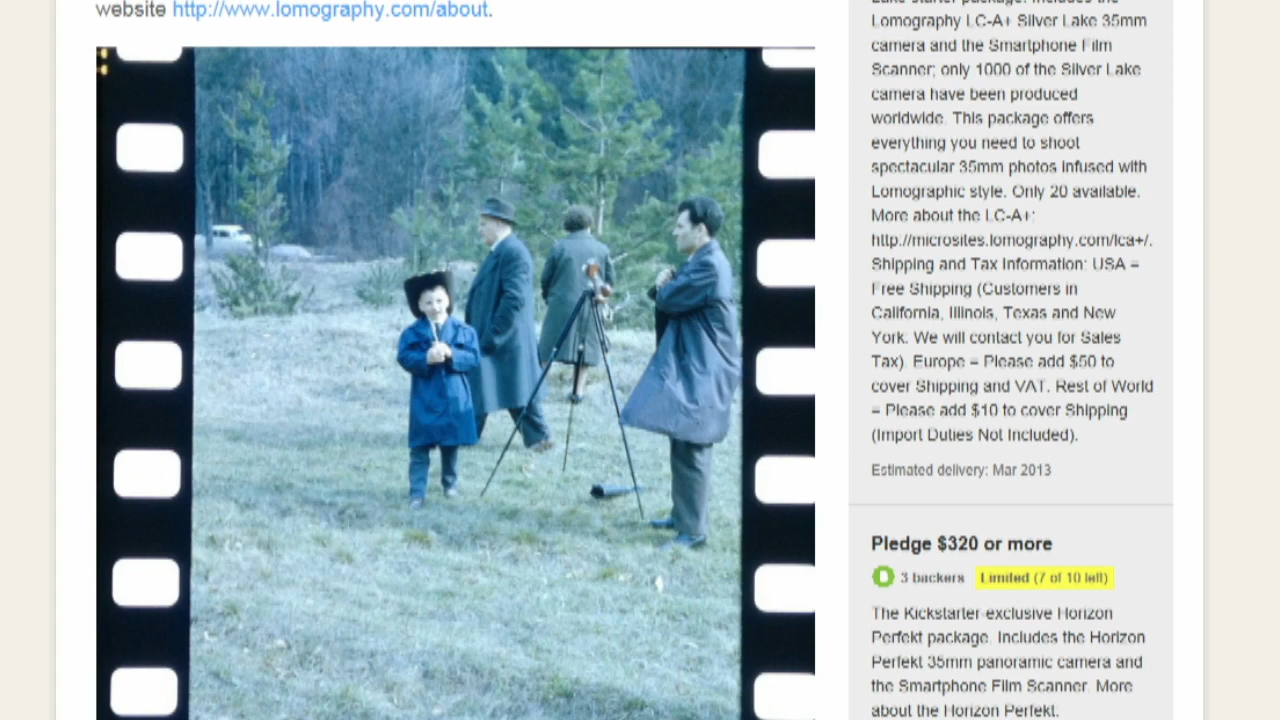 website http://www.lomography.com/about.
Lomography LC-A+ Silver Lake 35mm
camera and the Smartphone Film
Scanner; only 1000 of the Silver Lake
camera have been produced
worldwide. This package offers
everything you need to shoot
spectacular 35mm photos infused with
Lomographic style. Only 20 available.
More about the LC-A+:
http://microsites.lomography.com/lca+/.
Shipping and Tax Information: USA =
Free Shipping (Customers in
California, Illinois, Texas and New
York. We will contact you for Sales
Tax). Europe = Please add $50 to
cover Shipping and VAT. Rest of World
= Please add $10 to cover Shipping
(Import Duties Not Included).
Estimated delivery: Mar 2013
Pledge $320 or more
3 backers Limited (7 of 10 left)
The Kickstarter-exclusive Horizon
Perfekt package. Includes the Horizon
Perfekt 35mm panoramic camera and
the Smartphone Film Scanner. More
about the Horizon Perfekt: